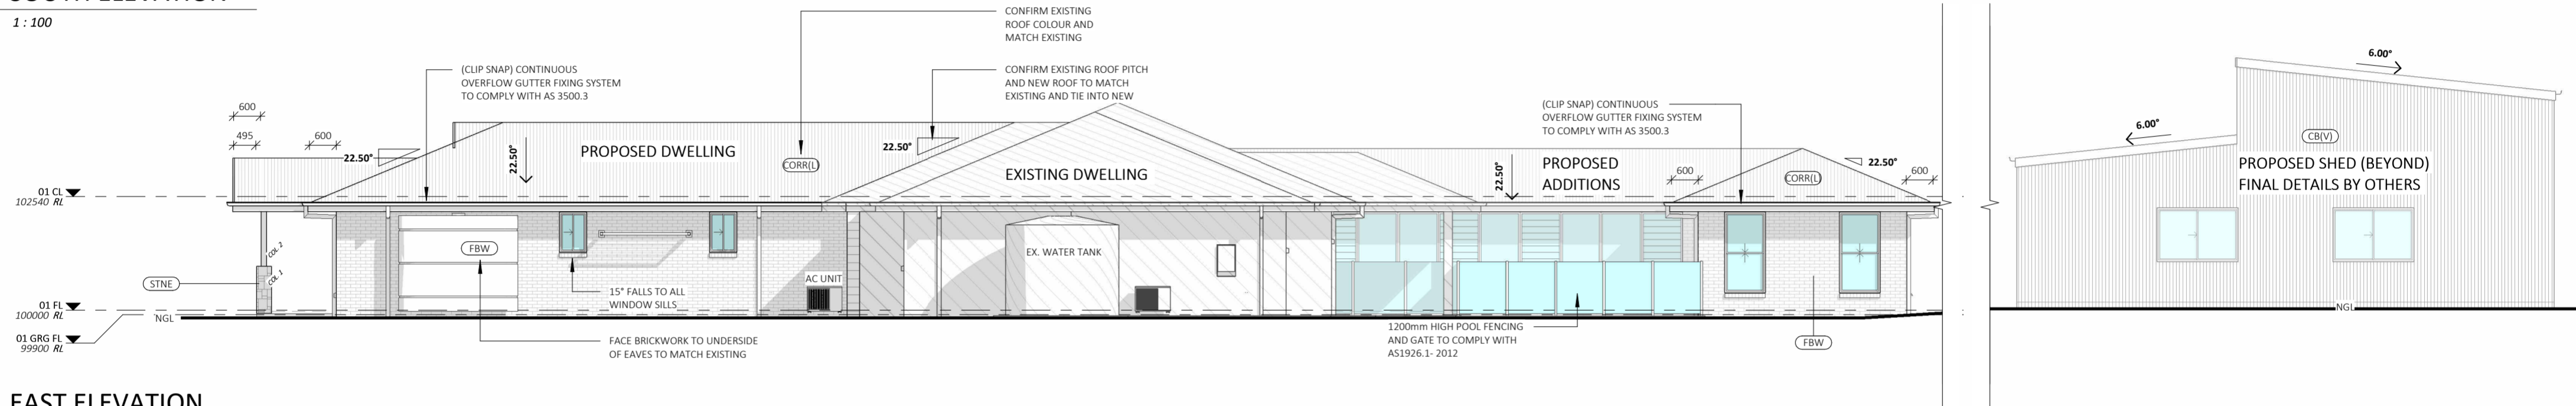 1 : 100
CONFIRM EXISTING
ROOF COLOUR AND
MATCH EXISTING
(CLIP SNAP) CONTINUOUS
OVERFLOW GUTTER FIXING SYSTEM
TO COMPLY WITH AS 3500.3
CONFIRM EXISTING ROOF PITCH
AND NEW ROOF TO MATCH
EXISTING AND TIE INTO NEW
(CLIP SNAP) CONTINUOUS
OVERFLOW GUTTER FIXING SYSTEM
TO COMPLY WITH AS 3500.3
6.00°
6.00°
600
495
600
22.50°
22.50°
PROPOSED DWELLING
CORR(L)
22.50°
EXISTING DWELLING
22.50°
PROPOSED
ADDITIONS
600
CORR(L)
22.50°
600
CB(V)
PROPOSED SHED (BEYOND)
FINAL DETAILS BY OTHERS
01 CL
102540 RL
COL 2
COL 1
FBW
STNE
15° FALLS TO ALL
WINDOW SILLS
AC UNIT
EX. WATER TANK
01 FL
100000 RL
NGL
NGL
01 GRG FL
99900 RL
FACE BRICKWORK TO UNDERSIDE
OF EAVES TO MATCH EXISTING
1200mm HIGH POOL FENCING
AND GATE TO COMPLY WITH
AS1926.1- 2012
FBW
EAST ELEVATION